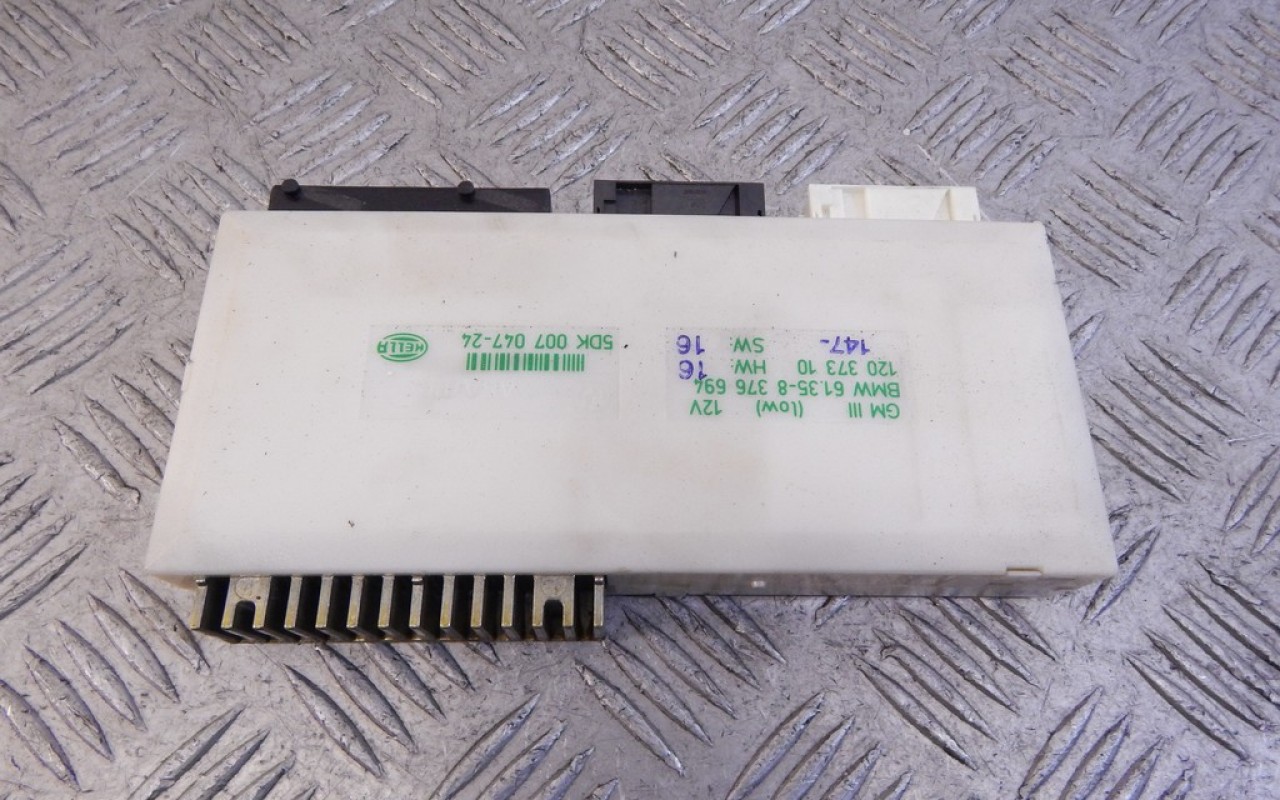 GM III (low) 12V
BMW 61.35-8 376 694
120 373 10 HW: 16
147- SW: 16
5DK 007 047-24
HELLA